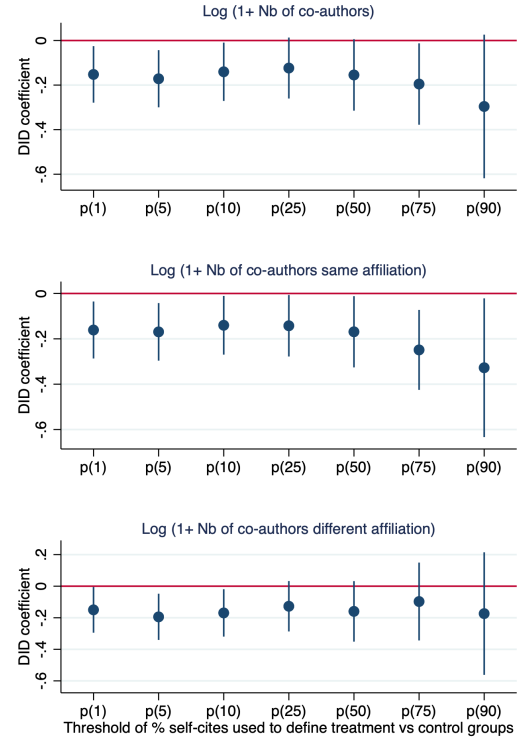 Log (1+ Nb of co-authors)
DID coefficient
0
-.2
-.4
-.6
p(1) p(5) p(10) p(25) p(50) p(75) p(90)
Log (1+ Nb of co-authors same affiliation)
DID coefficient
0
-.2
-.4
-.6
p(1) p(5) p(10) p(25) p(50) p(75) p(90)
Log (1+ Nb of co-authors different affiliation)
DID coefficient
.2
0
-.2
-.4
-.6
p(1) p(5) p(10) p(25) p(50) p(75) p(90)
Threshold of % self-cites used to define treatment vs control groups